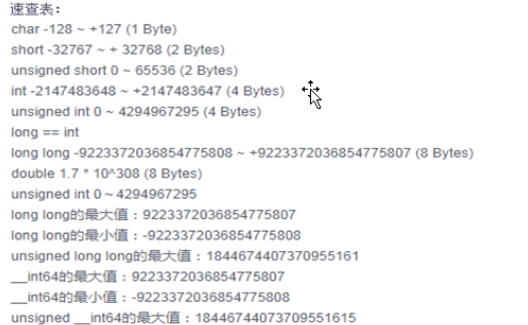 速查表：
char -128 ~ +127 (1 Byte)
short -32767 ~ + 32768 (2 Bytes)
unsigned short 0 ~ 65536 (2 Bytes)
int -2147483648 ~ +2147483647 (4 Bytes)
unsigned int 0 ~ 4294967295 (4 Bytes)
long == int
long long -9223372036854775808 ~ +9223372036854775807 (8 Bytes)
double 1.7 * 10^308 (8 Bytes)
unsigned int 0～4294967295
long long的最大值：9223372036854775807
long long的最小值：-9223372036854775808
unsigned long long的最大值：1844674407370955161
__int64的最大值：9223372036854775807
__int64的最小值：-9223372036854775808
unsigned __int64的最大值：18446744073709551615